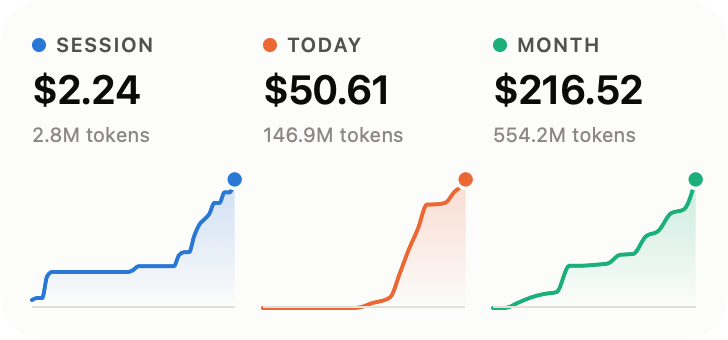 SESSION
$2.24
2.8M tokens
TODAY
$50.61
146.9M tokens
MONTH
$216.52
554.2M tokens